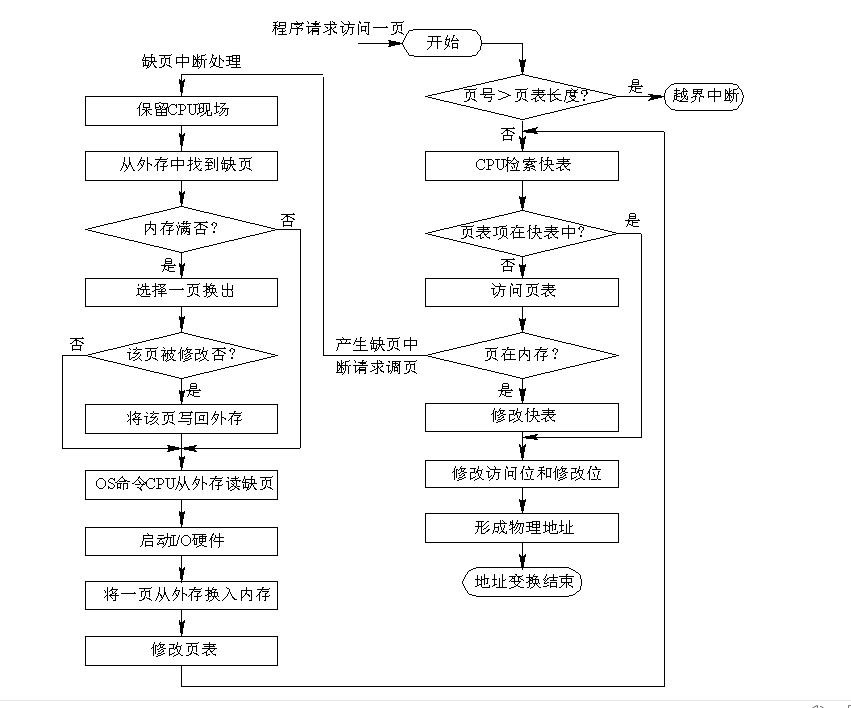 程序请求访问一页
开始
缺页中断处理
保留CPU现场
从外存中找到缺页
内存满否?
否
是
选择一页换出
该页被修改否?
否
是
将该页写回外存
OS命令CPU从外存读缺页
启动I/O硬件
将一页从外存换入内存
修改页表
页号＞页表长度?
是
越界中断
否
CPU检索快表
页表项在快表中?
是
否
访问页表
页在内存?
产生缺页中
断请求调页
是
修改快表
修改访问位和修改位
形成物理地址
地址变换结束